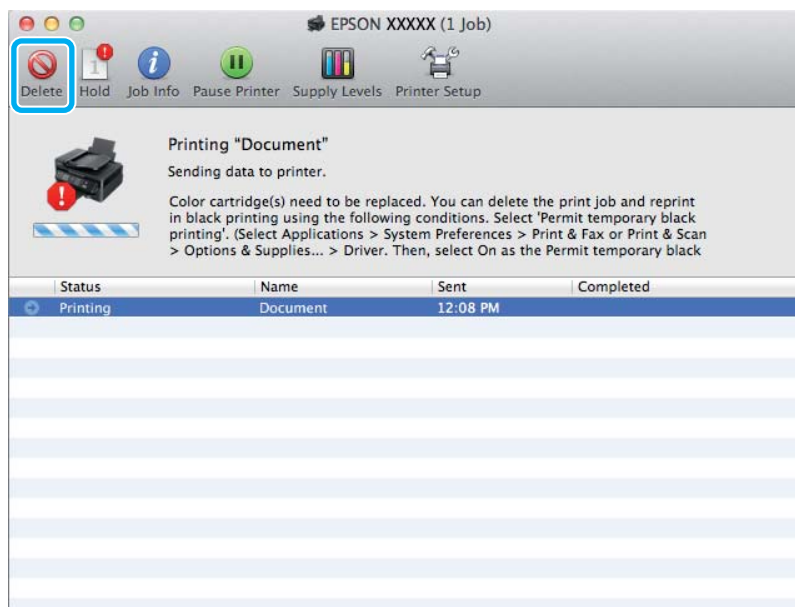 EPSON XXXXX (1 Job)
1
Delete Hold Job Info Pause Printer Supply Levels Printer Setup
Printing “Document”
Sending data to printer.
Color cartridge(s) need to be replaced. You can delete the print job and reprint
in black printing using the following conditions. Select 'Permit temporary black
printing'. (Select Applications > System Preferences > Print & Fax or Print & Scan
> Options & Supplies... > Driver. Then, select On as the Permit temporary black
Status Name Sent Completed
Printing Document 12:08 PM